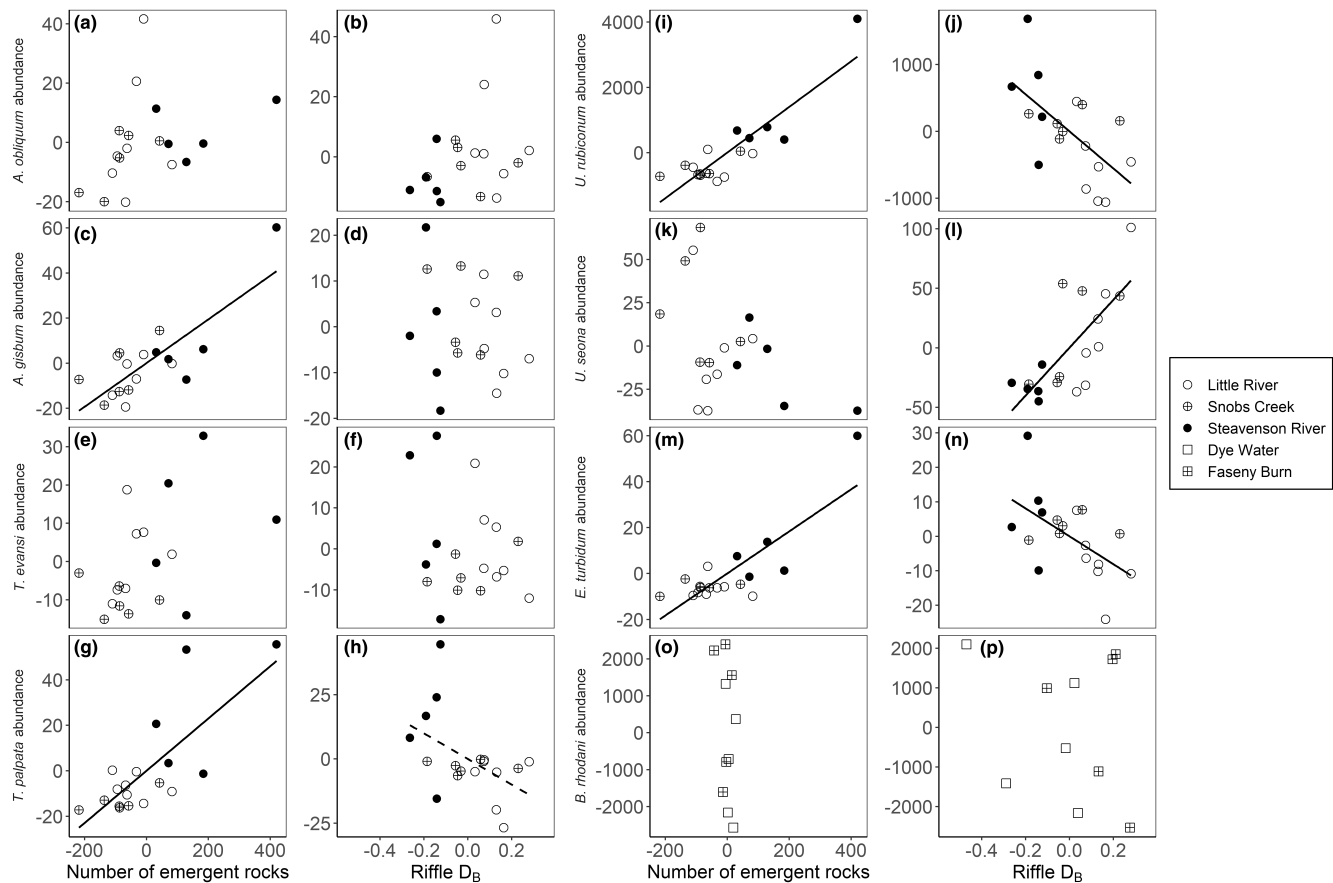 (a)
(b)
(i)
(j)
A. obliquum abundance
40
20
0
-20
40
20
0
U. rubiconum abundance
4000
2000
0
1000
0
-1000
(c)
(d)
(k)
(l)
A. gisbum abundance
60
40
20
0
-20
20
10
0
-10
-20
U. seona abundance
50
25
0
-25
100
50
0
-50
Little River
Snobs Creek
Steavenson River
Dye Water
Faseny Burn
(e)
(f)
(m)
(n)
T. evansi abundance
30
20
10
0
-10
20
10
0
-10
E. turbidum abundance
60
40
20
0
-20
30
20
10
0
-10
-20
(g)
(h)
(o)
(p)
T. palpata abundance
60
40
20
0
-20
25
0
-25
B. rhodani abundance
2000
1000
0
-1000
-2000
2000
1000
0
-1000
-2000
-200 0 200 400
-0.4 -0.2 0.0 0.2
-200 0 200 400
-0.4 -0.2 0.0 0.2
Number of emergent rocks
Riffle DB
Number of emergent rocks
Riffle DB